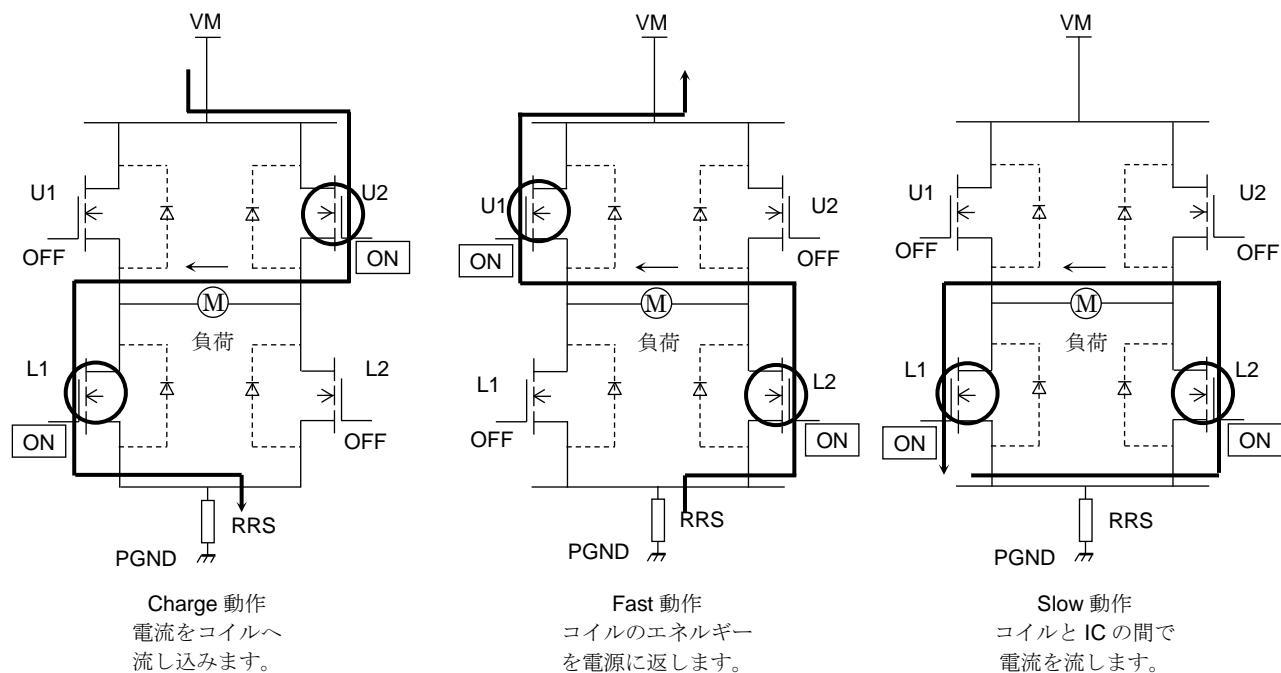 VM
U1
U2
OFF
ON
M
負荷
L1
L2
ON
OFF
RRS
PGND
Charge 動作
電流をコイルへ
流し込みます。
VM
U1
U2
ON
OFF
M
負荷
L1
L2
OFF
ON
RRS
PGND
Fast 動作
コイルのエネルギー
を電源に返します。
VM
U1
U2
OFF
OFF
M
負荷
L1
L2
ON
ON
RRS
PGND
Slow 動作
コイルと IC の間で
電流を流します。